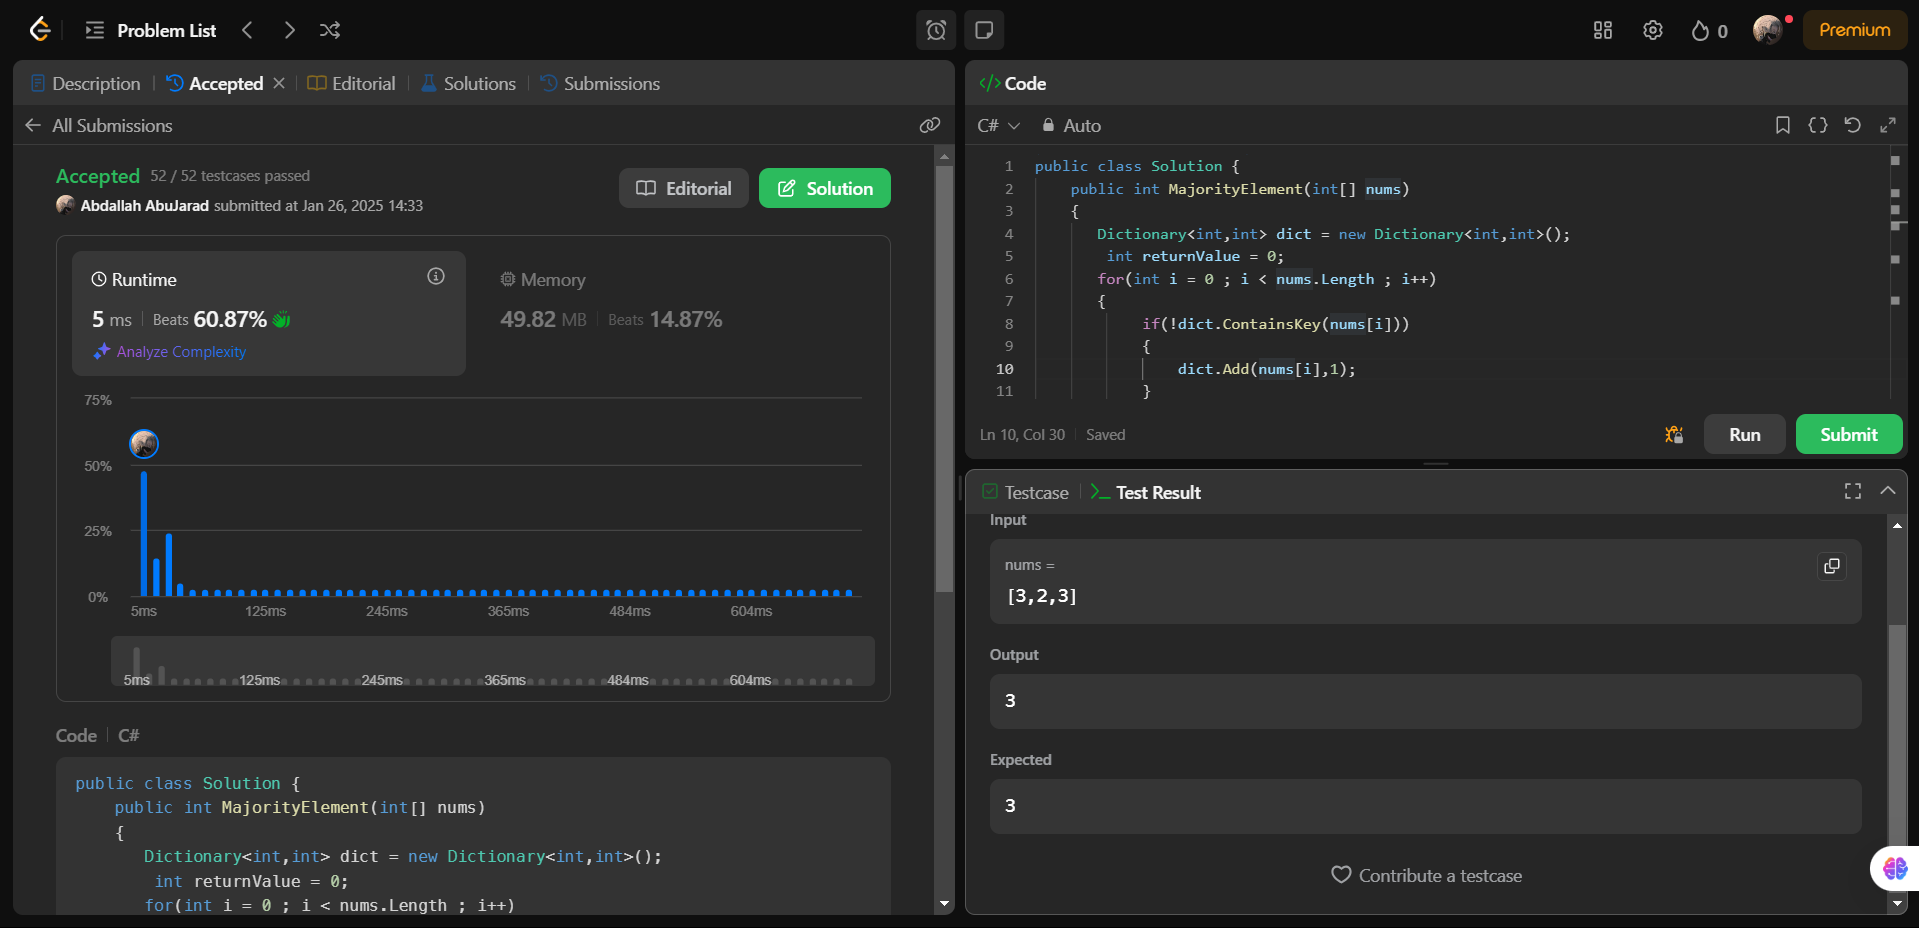 Problem List
0
Premium
Description
Accepted
Editorial
Solutions
Submissions
All Submissions
Accepted 52 / 52 testcases passed
Abdallah AbuJarad submitted at Jan 26, 2025 14:33
Editorial
Solution
Runtime
5 ms Beats 60.87%
Analyze Complexity
Memory
49.82 MB Beats 14.87%
75%
50%
25%
0%
5ms 125ms 245ms 365ms 484ms 604ms
5ms 125ms 245ms 365ms 484ms 604ms
Code C#
public class Solution {
public int MajorityElement(int[] nums)
{
Dictionary<int,int> dict = new Dictionary<int,int>();
int returnValue = 0;
for(int i = 0 ; i < nums.Length ; i++)
</> Code
C# Auto
1 public class Solution {
2 public int MajorityElement(int[] nums)
3 {
4 Dictionary<int,int> dict = new Dictionary<int,int>();
5 int returnValue = 0;
6 for(int i = 0 ; i < nums.Length ; i++)
7 {
8 if(!dict.ContainsKey(nums[i]))
9 {
10 dict.Add(nums[i],1);
11 }
Ln 10, Col 30 Saved
Run
Submit
Testcase
Test Result
Input
nums =
[3,2,3]
Output
3
Expected
3
Contribute a testcase